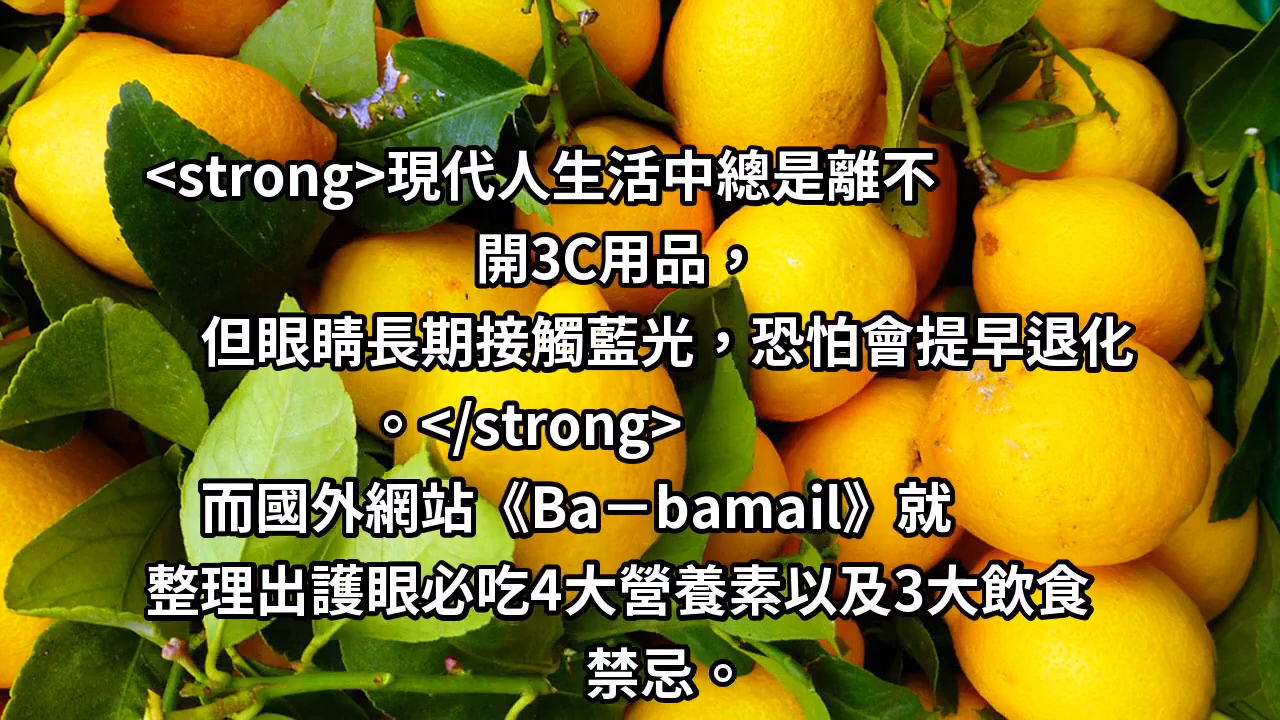 <strong>現代人生活中總是離不
開3C用品，
但眼睛長期接觸藍光，恐怕會提早退化
。</strong>
而國外網站《Ba－bamail》就
整理出護眼必吃4大營養素以及3大飲食
禁忌。